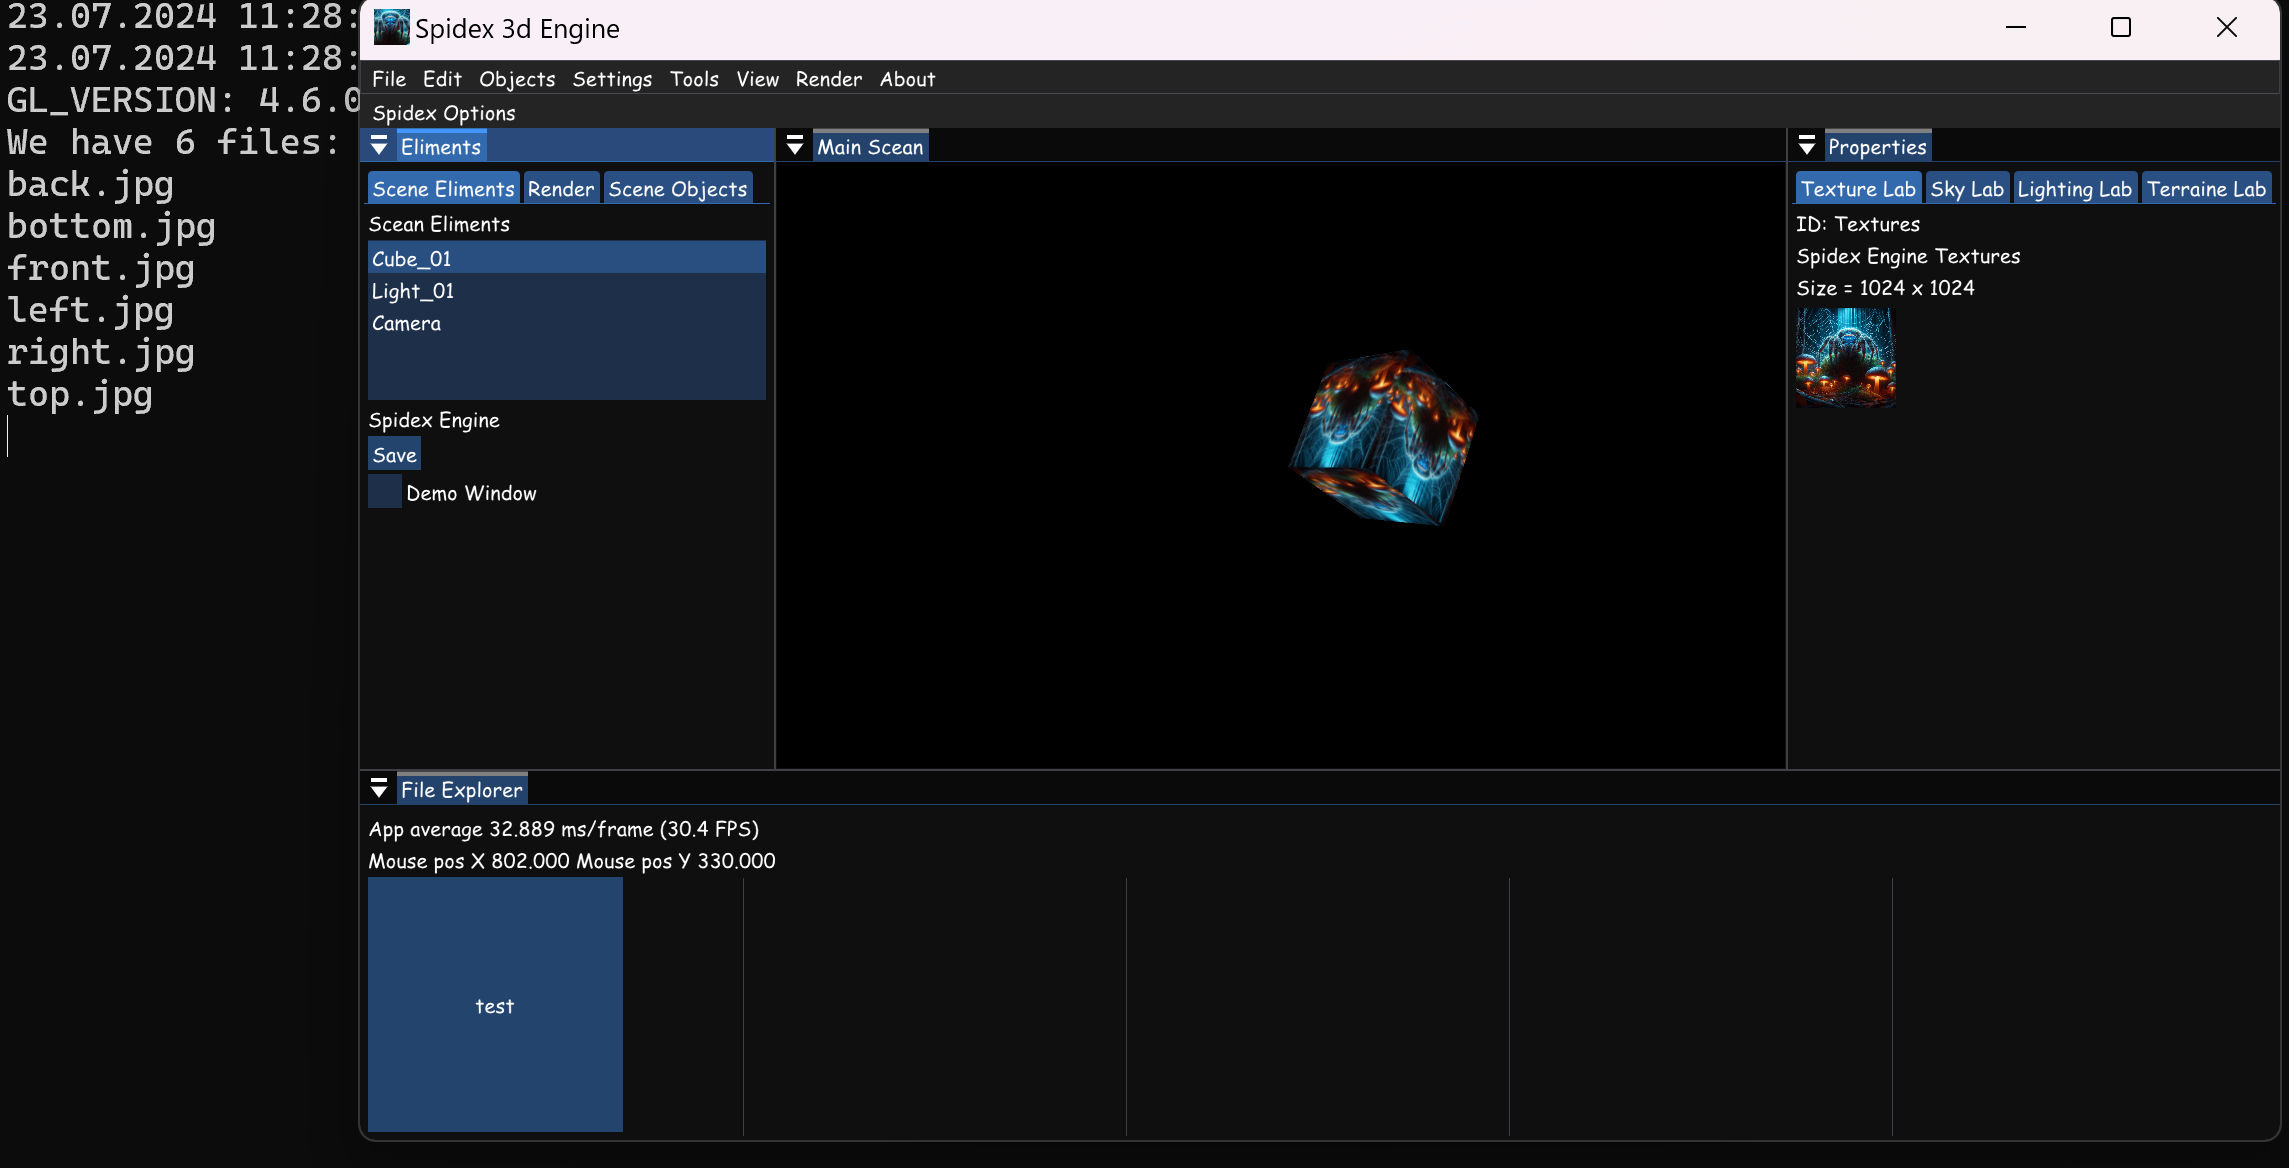 23.07.2024 11:28:
23.07.2024 11:28:
GL_VERSION: 4.6.0
We have 6 files:
back.jpg
bottom.jpg
front.jpg
left.jpg
right.jpg
top.jpg
Spidex 3d Engine
File Edit Objects Settings Tools View Render About
Spidex Options
Eliments
Scene Eliments Render Scene Objects
Scean Eliments
Cube_01
Light_01
Camera
Spidex Engine
Save
Demo Window
Main Scean
Properties
Texture Lab Sky Lab Lighting Lab Terraine Lab
ID: Textures
Spidex Engine Textures
Size = 1024 x 1024
File Explorer
App average 32.889 ms/frame (30.4 FPS)
Mouse pos X 802.000 Mouse pos Y 330.000
test